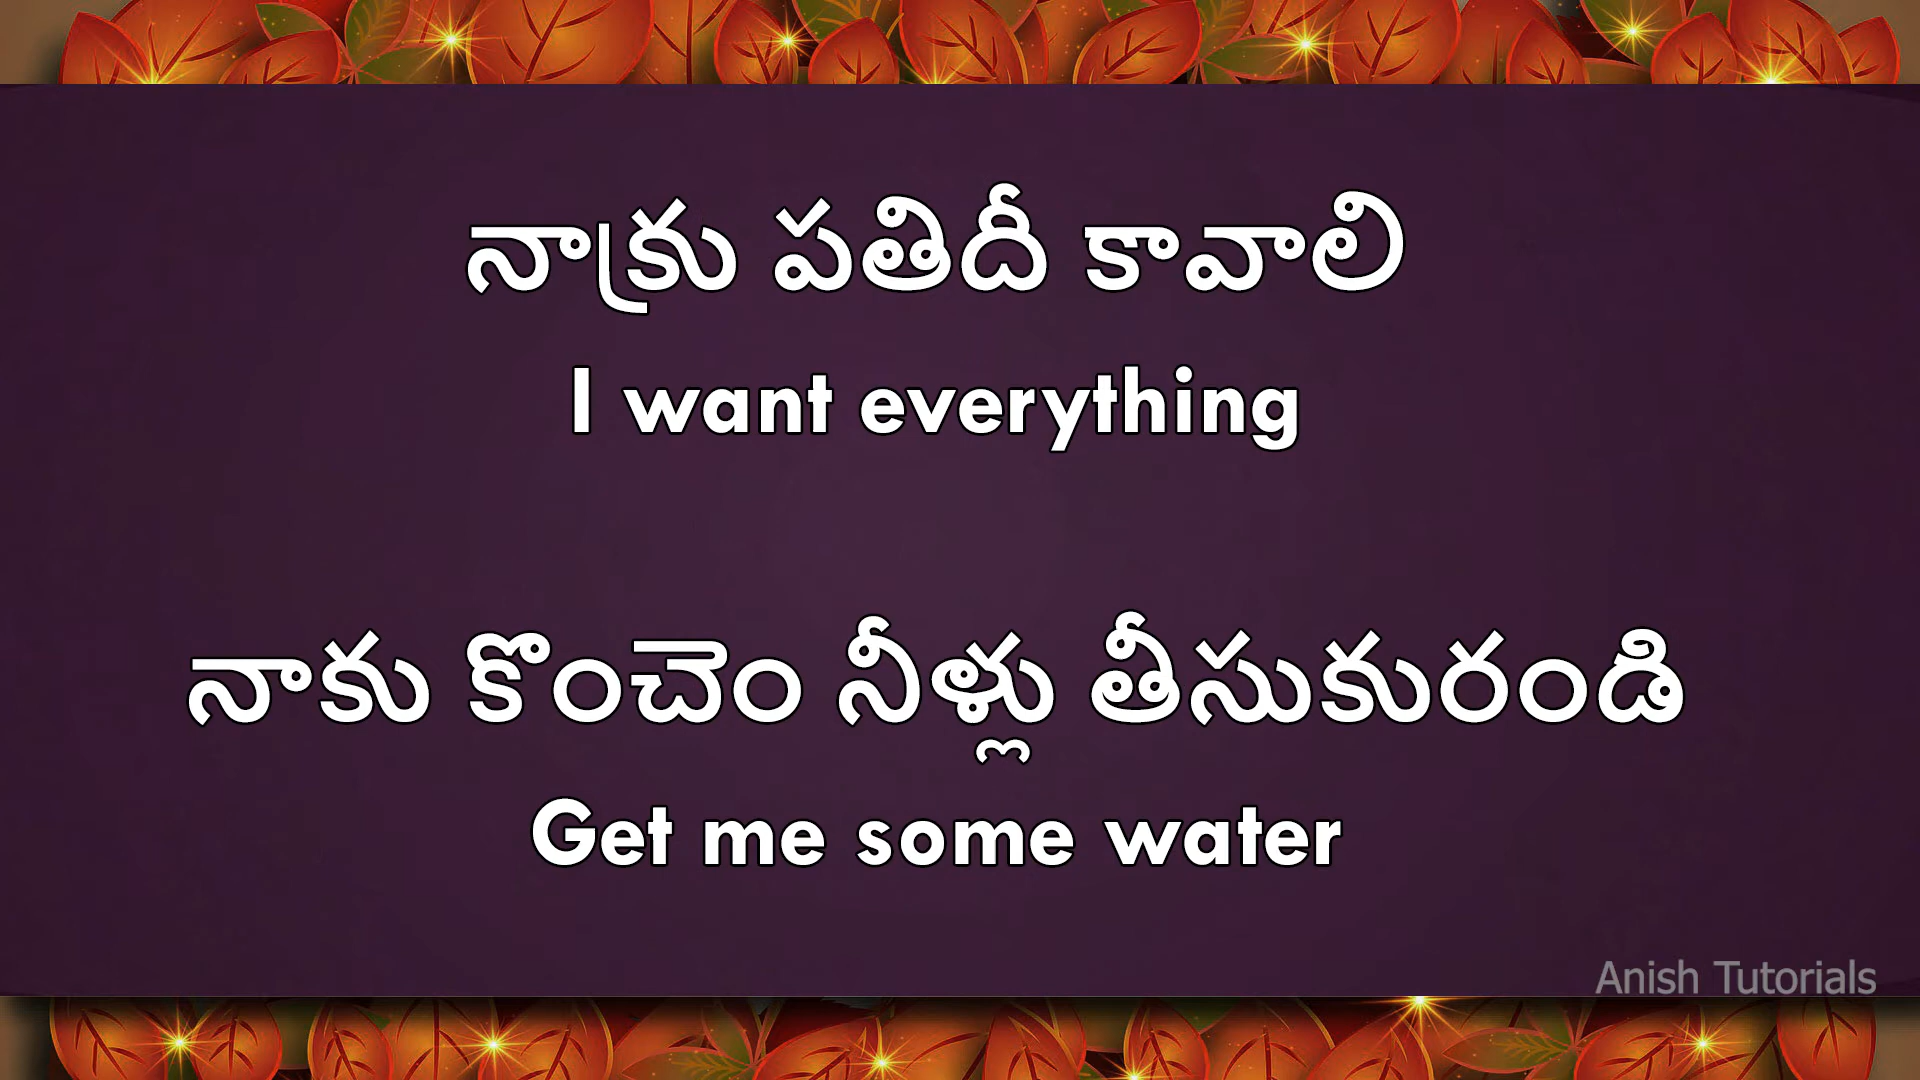 నాక్రు పతిదీ కావాలి
I want everything
నాకు కొంచెం నీళ్లు తీసుకురండి
Get me some water
Anish Tutorials